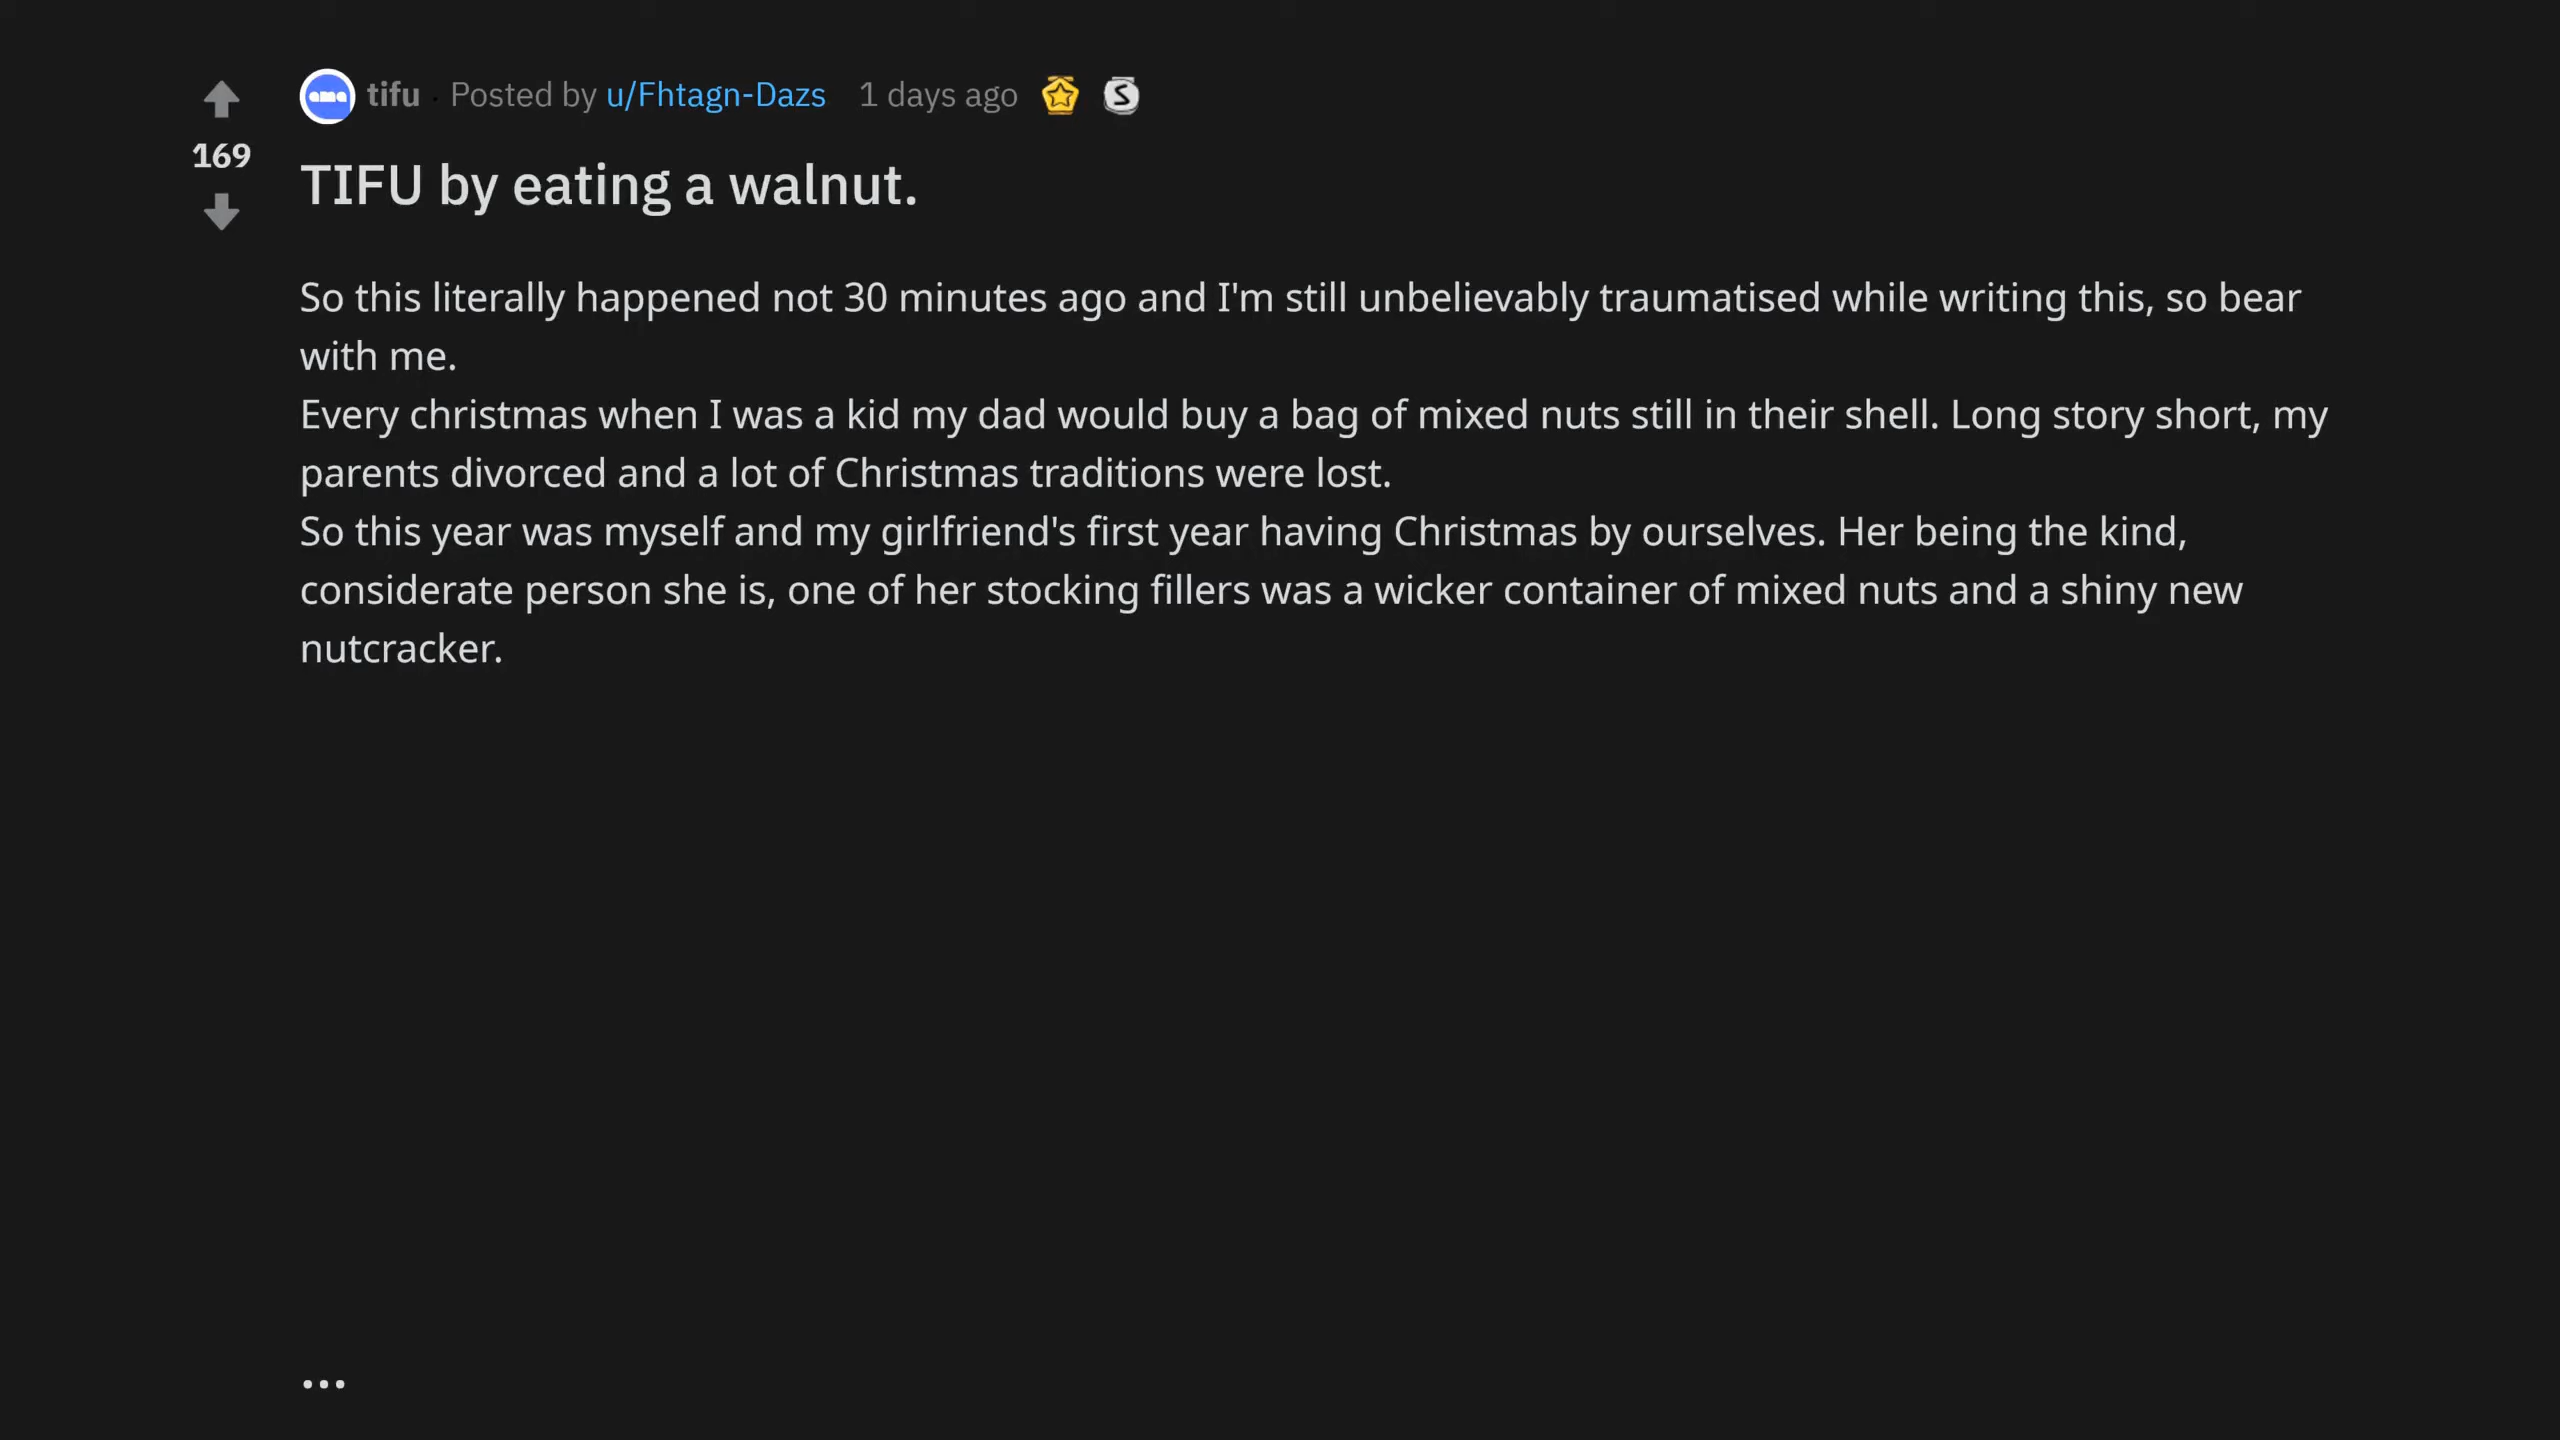 ama tifu · Posted by u/Fhtagn-Dazs 1 days ago S
169
TIFU by eating a walnut.
So this literally happened not 30 minutes ago and I'm still unbelievably traumatised while writing this, so bear
with me.
Every christmas when I was a kid my dad would buy a bag of mixed nuts still in their shell. Long story short, my
parents divorced and a lot of Christmas traditions were lost.
So this year was myself and my girlfriend's first year having Christmas by ourselves. Her being the kind,
considerate person she is, one of her stocking fillers was a wicker container of mixed nuts and a shiny new
nutcracker.
...